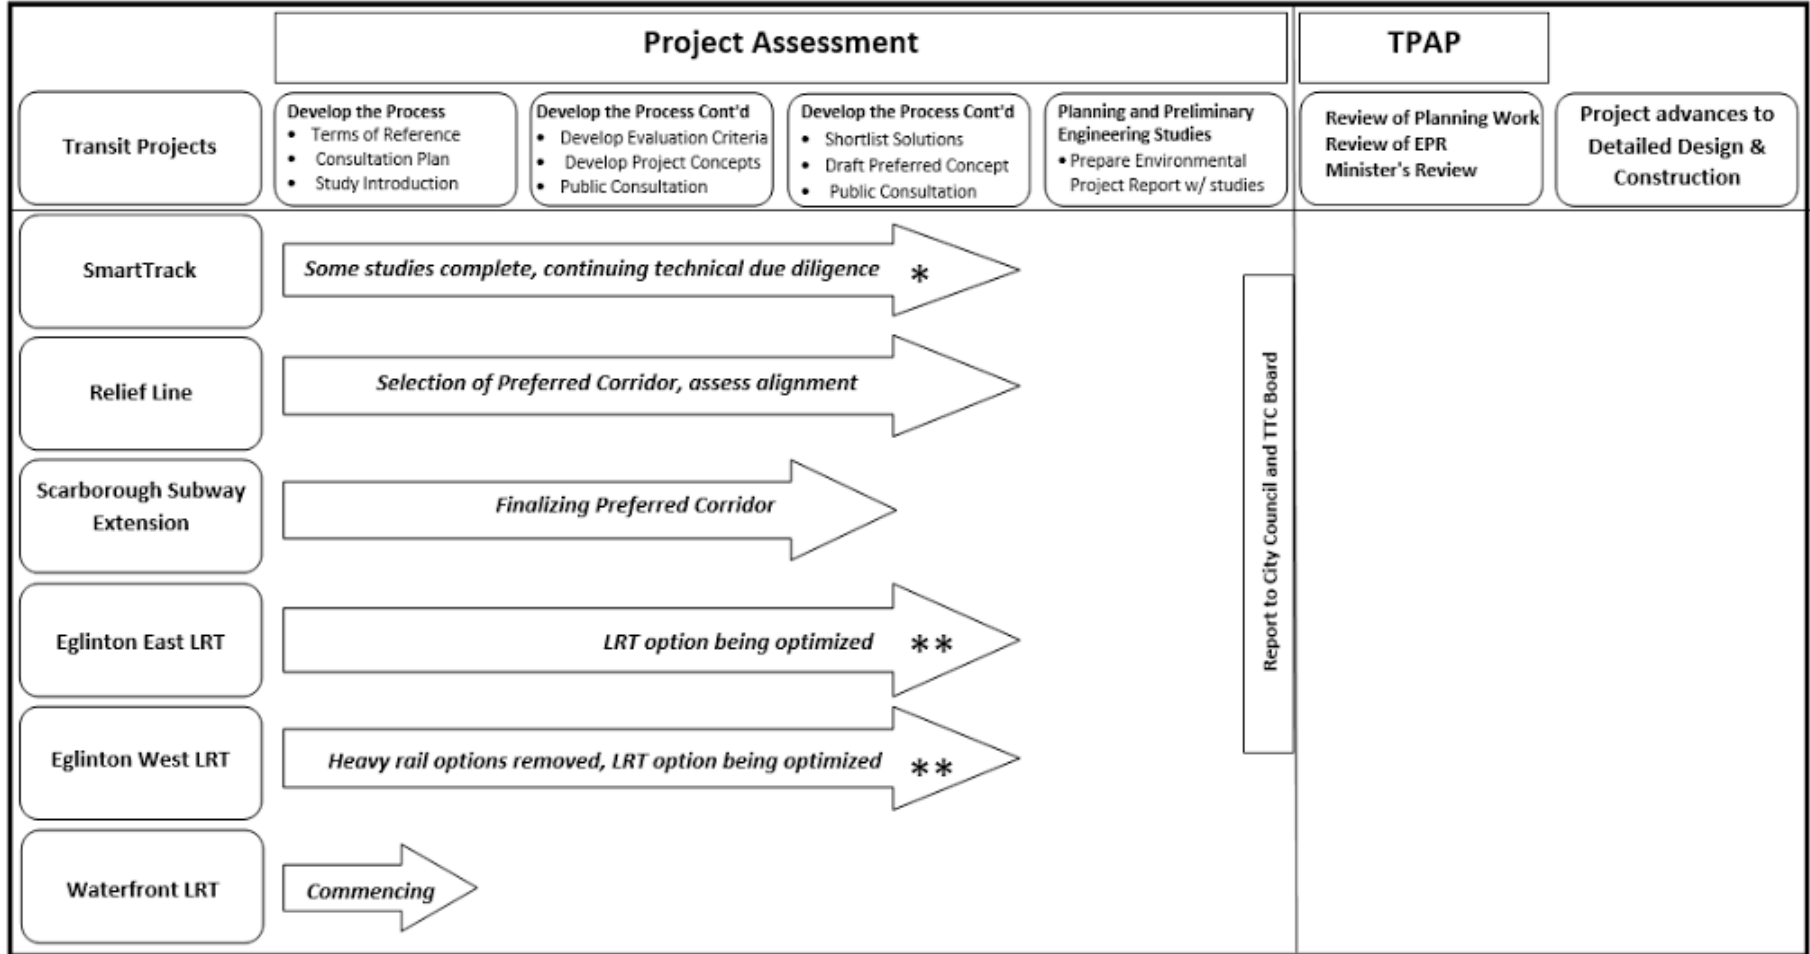 Project Assessment
TPAP
Transit Projects
Develop the Process
• Terms of Reference
• Consultation Plan
• Study Introduction
Develop the Process Cont'd
• Develop Evaluation Criteria
• Develop Project Concepts
• Public Consultation
Develop the Process Cont'd
• Shortlist Solutions
• Draft Preferred Concept
• Public Consultation
Planning and Preliminary
Engineering Studies
• Prepare Environmental
Project Report w/ studies
Review of Planning Work
Review of EPR
Minister's Review
Project advances to
Detailed Design &
Construction
SmartTrack
Some studies complete, continuing technical due diligence *
Relief Line
Selection of Preferred Corridor, assess alignment
Scarborough Subway
Extension
Finalizing Preferred Corridor
Eglinton East LRT
LRT option being optimized **
Eglinton West LRT
Heavy rail options removed, LRT option being optimized **
Waterfront LRT
Commencing
Report to City Council and TTC Board